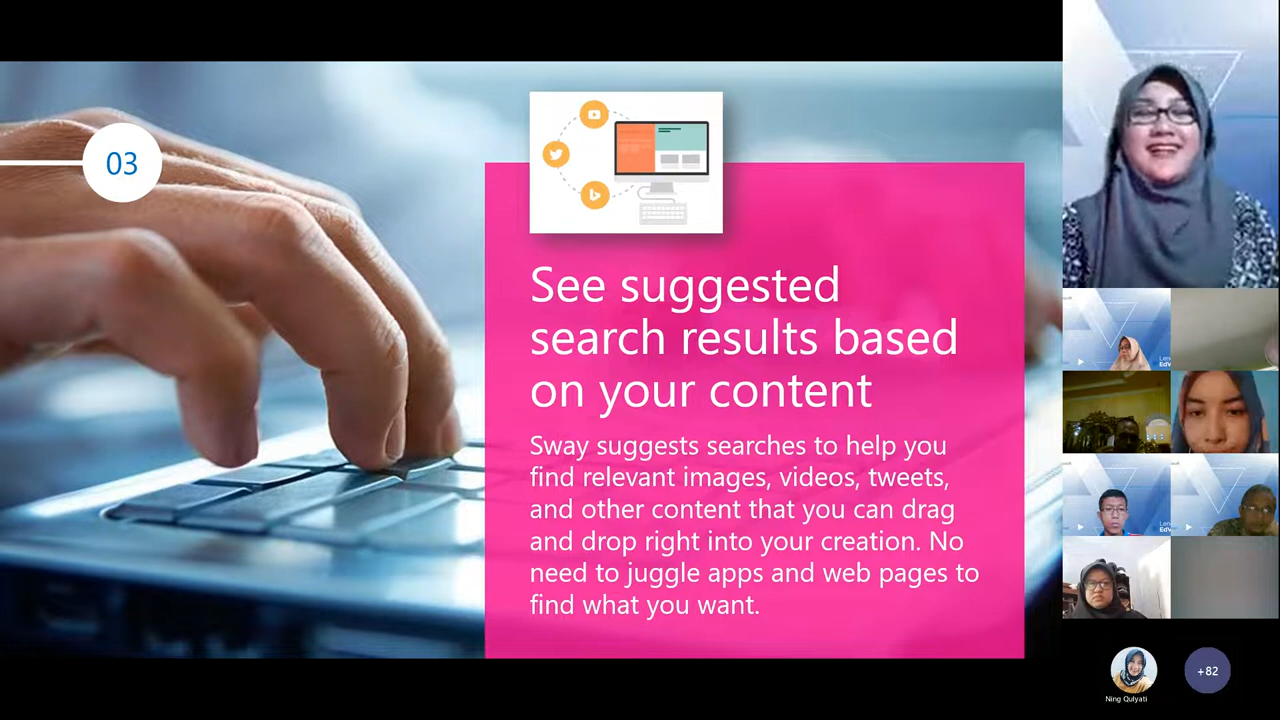 03
See suggested
search results based
on your content
Sway suggests searches to help you
find relevant images, videos, tweets,
and other content that you can drag
and drop right into your creation. No
need to juggle apps and web pages to
find what you want.
Ning Qulyati
+82